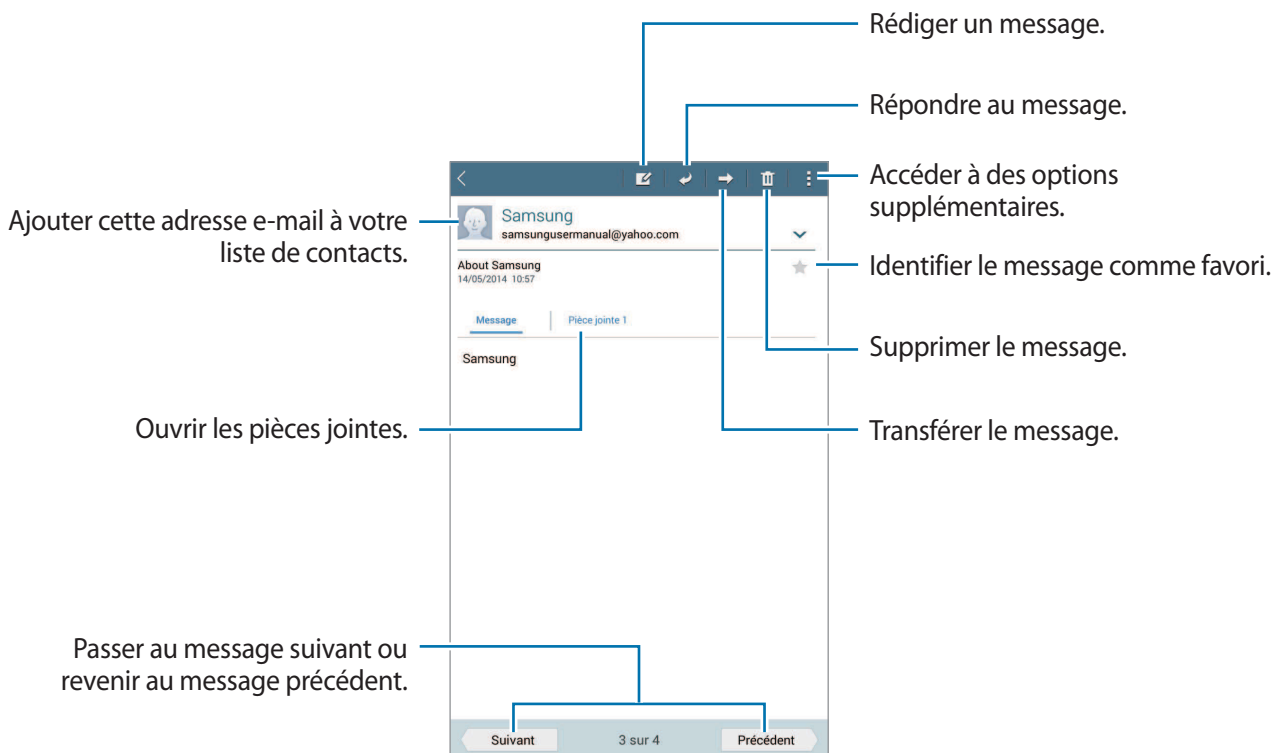 Rédiger un message.
Répondre au message.
Accéder à des options
supplémentaires.
Ajouter cette adresse e-mail à votre
liste de contacts.
Samsung
samsungusermanual@yahoo.com
About Samsung
14/05/2014 10:57
Identifier le message comme favori.
Message
Pièce jointe 1
Samsung
Supprimer le message.
Ouvrir les pièces jointes.
Transférer le message.
Passer au message suivant ou
revenir au message précédent.
Suivant
3 sur 4
Précédent